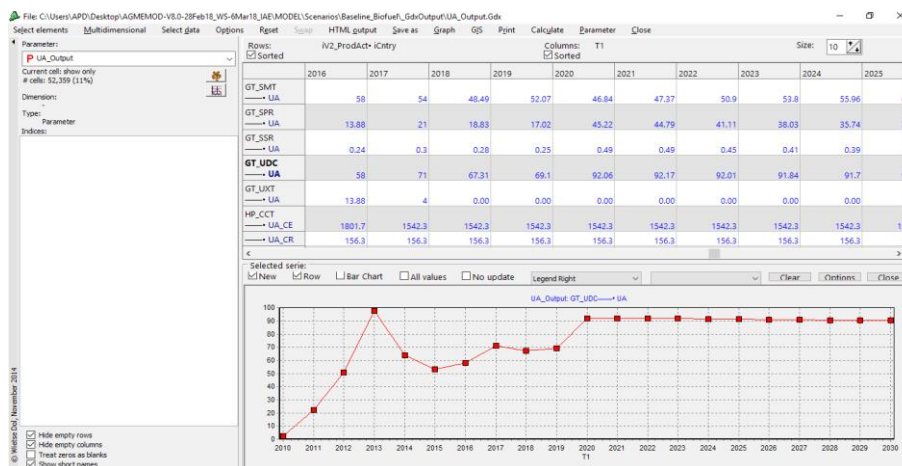 File: C:\Users\APD\Desktop\AGMEMOD-V8.0-28Feb18_WS-6Mar18_IAE\MODEL\Scenarios\Baseline_Biofuel\_GdxOutput\UA_Output.Gdx
Select elements Multidimensional Select data Options Reset Swap HTML output Save as Graph GIS Print Calculate Parameter Close
Parameter:
P UA_Output
Current cell: show only
# cells: 52,359 (11%)
Dimension:
-
Type:
Parameter
Indices:
Rows: iV2_ProdAct• iCntry Columns: T1 Size: 10
Sorted Sorted
2016 2017 2018 2019 2020 2021 2022 2023 2024 2025
GT_SMT
• UA 58 54 48.49 52.07 46.84 47.37 50.9 53.8 55.96
GT_SPR
• UA 13.88 21 18.83 17.02 45.22 44.79 41.11 38.03 35.74
GT_SSR
• UA 0.24 0.3 0.28 0.25 0.49 0.49 0.45 0.41 0.39
GT_UDC
• UA 58 71 67.31 69.1 92.06 92.17 92.01 91.84 91.7
GT_UXT
• UA 13.88 4 0.00 0.00 0.00 0.00 0.00 0.00 0.00
HP_CCT
• UA_CE 1801.7 1542.3 1542.3 1542.3 1542.3 1542.3 1542.3 1542.3 1542.3 1
• UA_CR 156.3 156.3 156.3 156.3 156.3 156.3 156.3 156.3 156.3
Selected serie:
New Row Bar Chart All values No update Legend Right Clear Options Close
UA_Output: GT_UDC——• UA
100
90
80
70
60
50
40
30
20
10
0
2010 2011 2012 2013 2014 2015 2016 2017 2018 2019 2020 2021 2022 2023 2024 2025 2026 2027 2028 2029 2030
T1
Hide empty rows
Hide empty columns
Treat zeros as blanks
Show short names
© Wietse Dol, November 2014